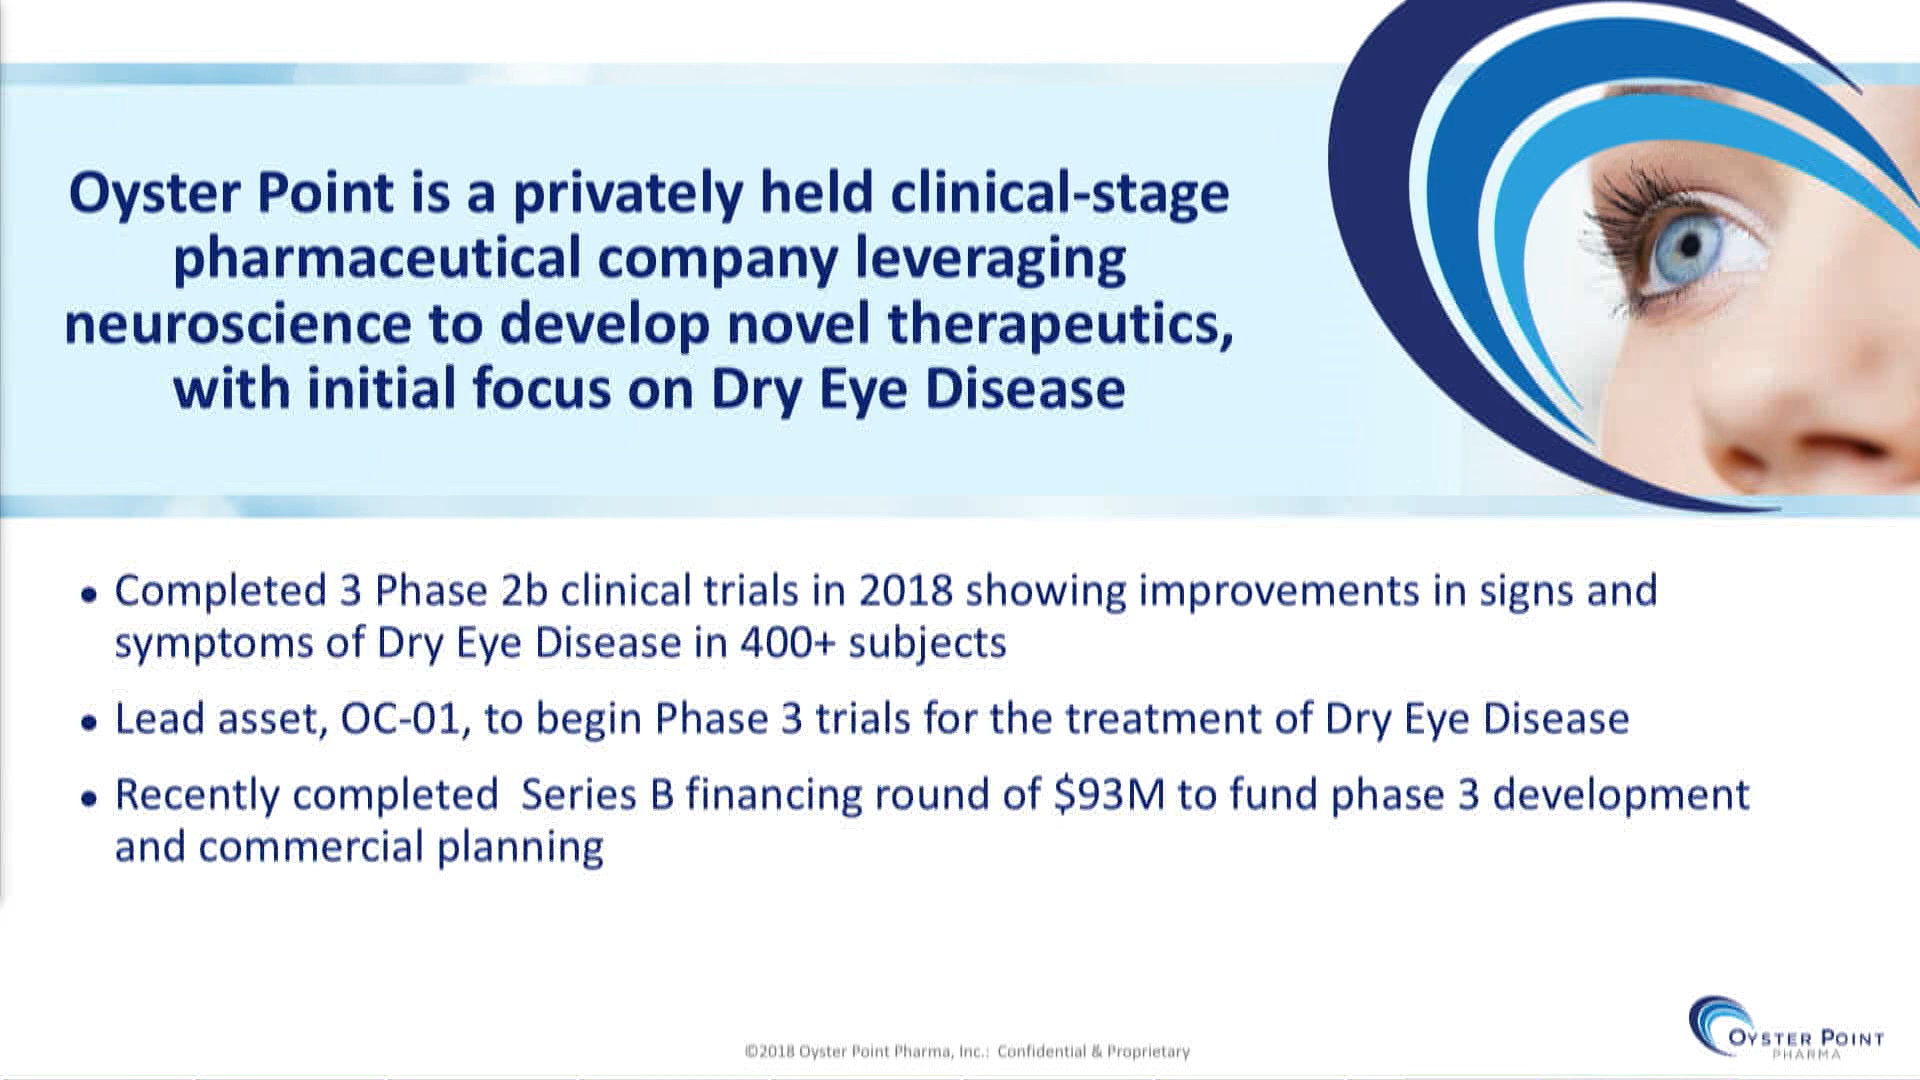 Oyster Point is a privately held clinical-stage
pharmaceutical company leveraging
neuroscience to develop novel therapeutics,
with initial focus on Dry Eye Disease
• Completed 3 Phase 2b clinical trials in 2018 showing improvements in signs and
symptoms of Dry Eye Disease in 400+ subjects
• Lead asset, OC-01, to begin Phase 3 trials for the treatment of Dry Eye Disease
• Recently completed  Series B financing round of $93M to fund phase 3 development
and commercial planning
©2018 Oyster Point Pharma, Inc.:  Confidential & Proprietary
OYSTER POINT
PHARMA